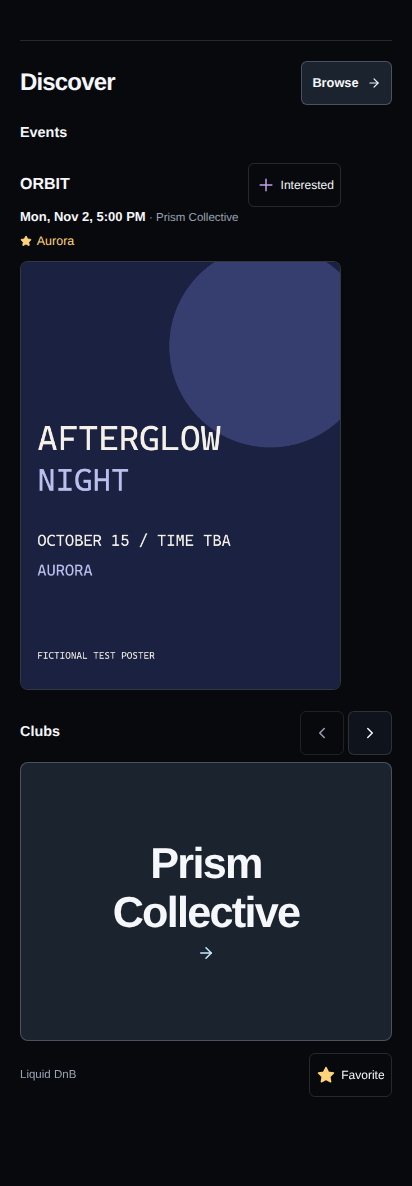 Discover
Browse
Events
ORBIT
Interested
Mon, Nov 2, 5:00 PM · Prism Collective
Aurora
AFTERGLOW
NIGHT
OCTOBER 15 / TIME TBA
AURORA
FICTIONAL TEST POSTER
Clubs
Prism
Collective
Liquid DnB
Favorite